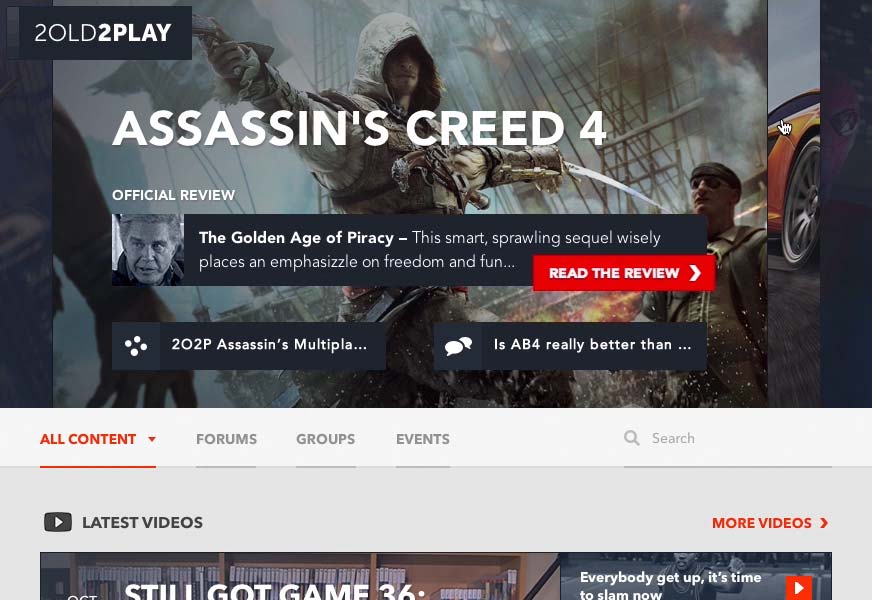 2OLD2PLAY
ASSASSIN'S CREED 4
OFFICIAL REVIEW
The Golden Age of Piracy – This smart, sprawling sequel wisely
places an emphasizzle on freedom and fun...
READ THE REVIEW
2O2P Assassin's Multipla...
Is AB4 really better than ...
ALL CONTENT
FORUMS
GROUPS
EVENTS
Search
LATEST VIDEOS
MORE VIDEOS
OCT
STILL GOT GAME 36:
Everybody get up, it's time
to slam now